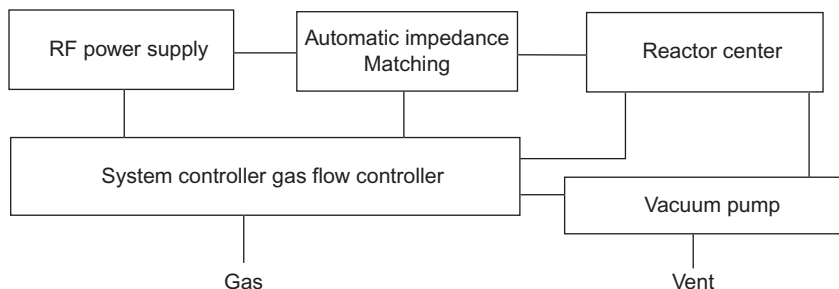 RF power supply
Automatic impedance
Matching
Reactor center
System controller gas flow controller
Vacuum pump
Gas
Vent